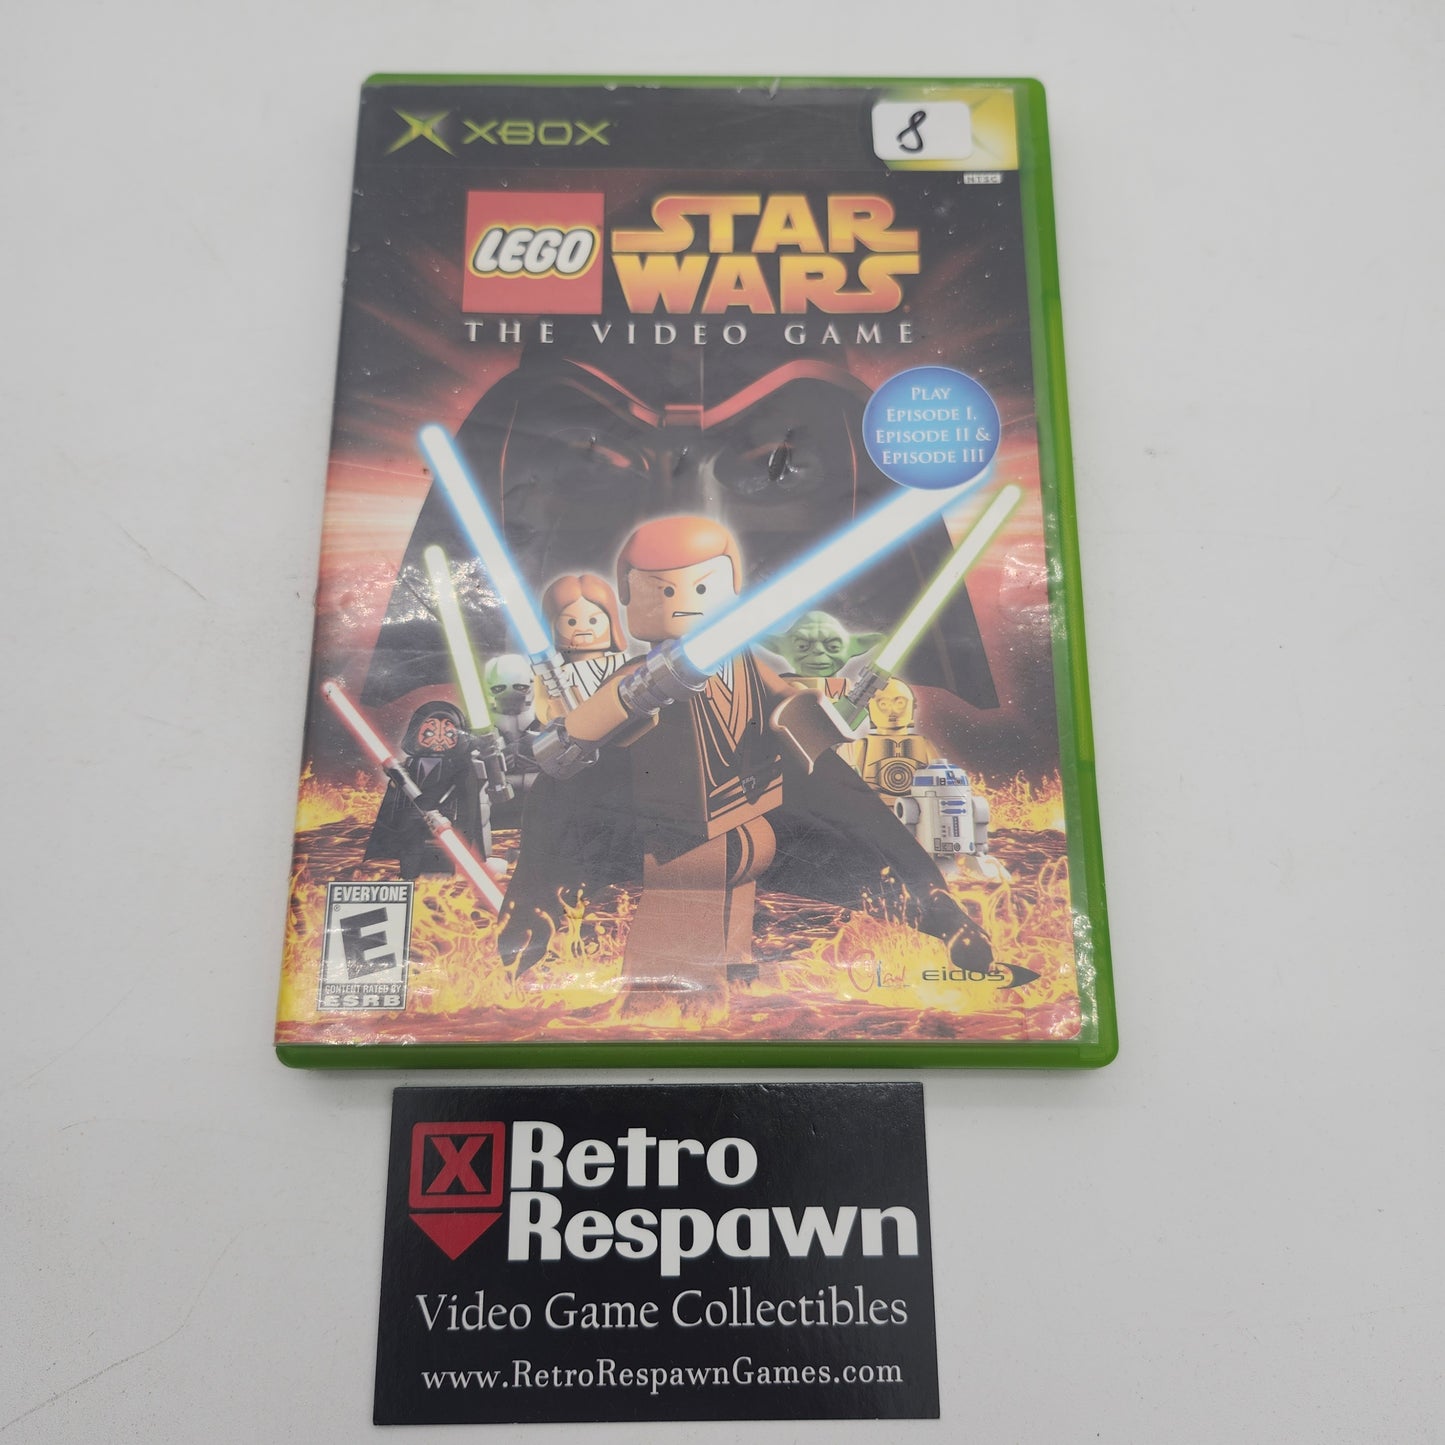 XBOX
8
NTSC
LEGO
STAR
WARS
THE VIDEO GAME
PLAY
EPISODE I,
EPISODE II &
EPISODE III
EVERYONE
E
CONTENT RATED BY
ESRB
eidos
X Retro
Respawn
Video Game Collectibles
www.RetroRespawnGames.com